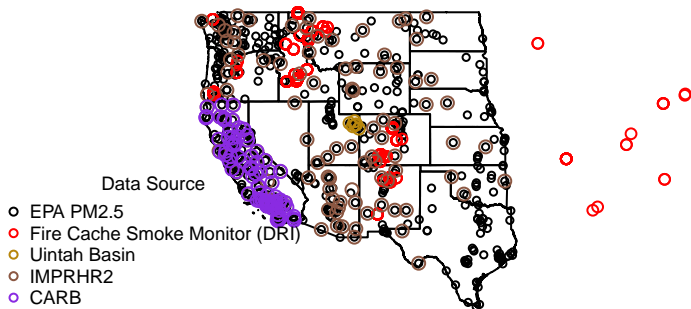 Data Source
EPA PM2.5
Fire Cache Smoke Monitor (DRI)
Uintah Basin
IMPRHR2
CARB